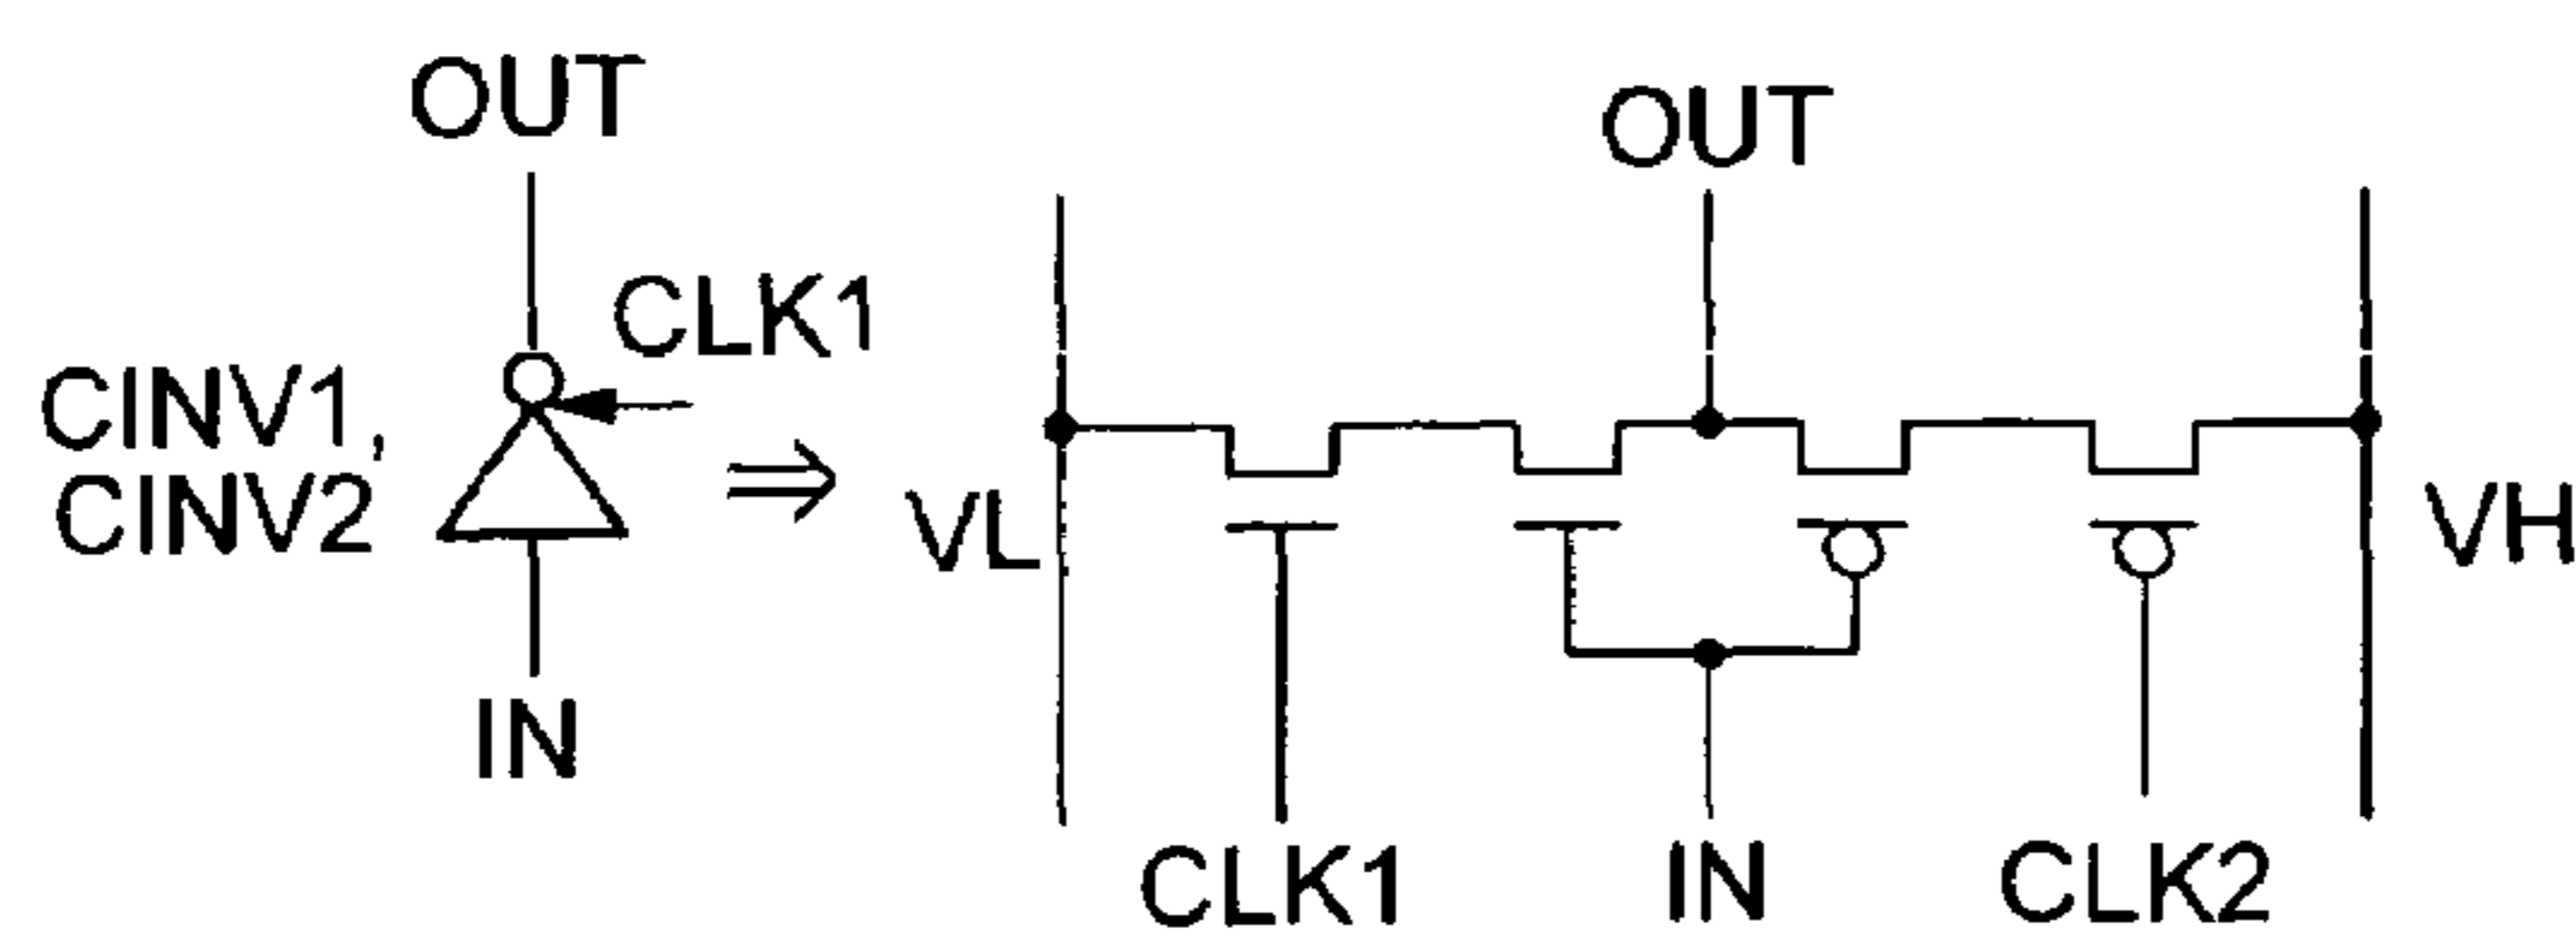 OUT
CLK1
CINV1,
CINV2
IN
OUT
VL
VH
CLK1
IN
CLK2